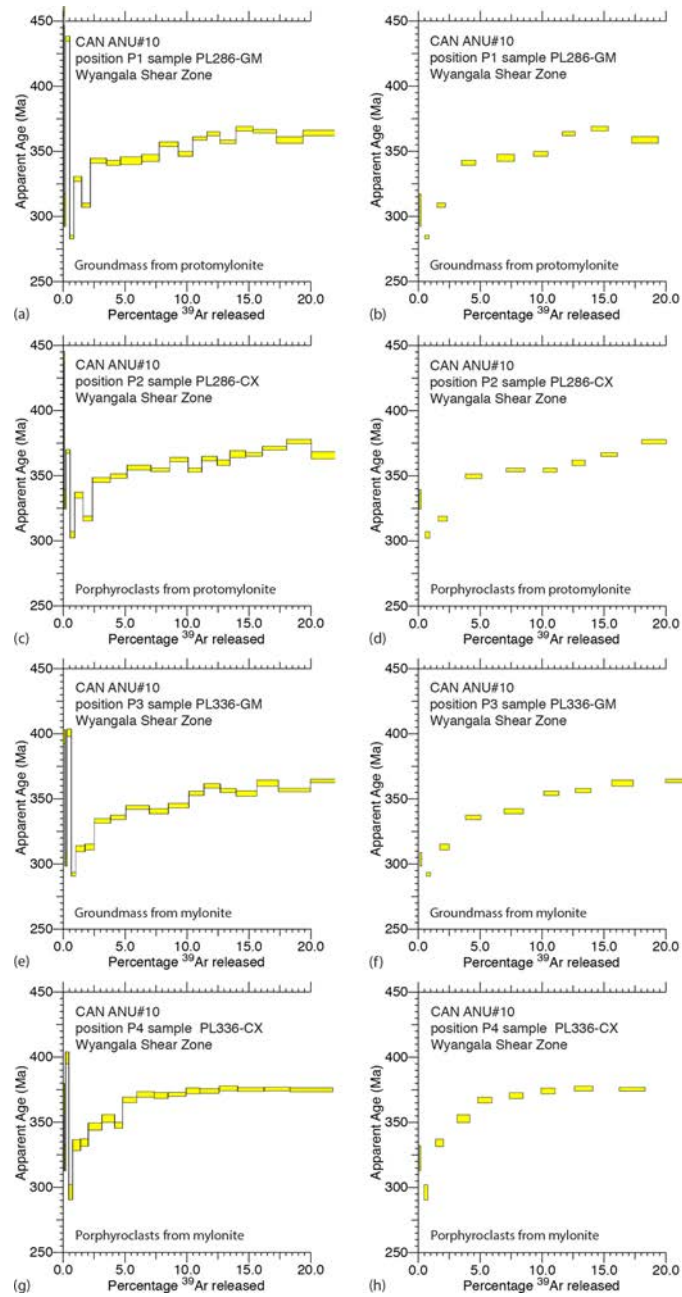 450
400
350
300
250
Apparent Age (Ma)
CAN ANU#10
position P1 sample PL286-GM
Wyangala Shear Zone
Groundmass from protomylonite
0.0 5.0 10.0 15.0 20.0
(a) Percentage ³⁹Ar released
450
400
350
300
250
Apparent Age (Ma)
CAN ANU#10
position P1 sample PL286-GM
Wyangala Shear Zone
Groundmass from protomylonite
0.0 5.0 10.0 15.0 20.0
(b) Percentage ³⁹Ar released
450
400
350
300
250
Apparent Age (Ma)
CAN ANU#10
position P2 sample PL286-CX
Wyangala Shear Zone
Porphyroclasts from protomylonite
0.0 5.0 10.0 15.0 20.0
(c) Percentage ³⁹Ar released
450
400
350
300
250
Apparent Age (Ma)
CAN ANU#10
position P2 sample PL286-CX
Wyangala Shear Zone
Porphyroclasts from protomylonite
0.0 5.0 10.0 15.0 20.0
(d) Percentage ³⁹Ar released
450
400
350
300
250
Apparent Age (Ma)
CAN ANU#10
position P3 sample PL336-GM
Wyangala Shear Zone
Groundmass from mylonite
0.0 5.0 10.0 15.0 20.0
(e) Percentage ³⁹Ar released
450
400
350
300
250
Apparent Age (Ma)
CAN ANU#10
position P3 sample PL336-GM
Wyangala Shear Zone
Groundmass from mylonite
0.0 5.0 10.0 15.0 20.0
(f) Percentage ³⁹Ar released
450
400
350
300
250
Apparent Age (Ma)
CAN ANU#10
position P4 sample PL336-CX
Wyangala Shear Zone
Porphyroclasts from mylonite
0.0 5.0 10.0 15.0 20.0
(g) Percentage ³⁹Ar released
450
400
350
300
250
Apparent Age (Ma)
CAN ANU#10
position P4 sample PL336-CX
Wyangala Shear Zone
Porphyroclasts from mylonite
0.0 5.0 10.0 15.0 20.0
(h) Percentage ³⁹Ar released